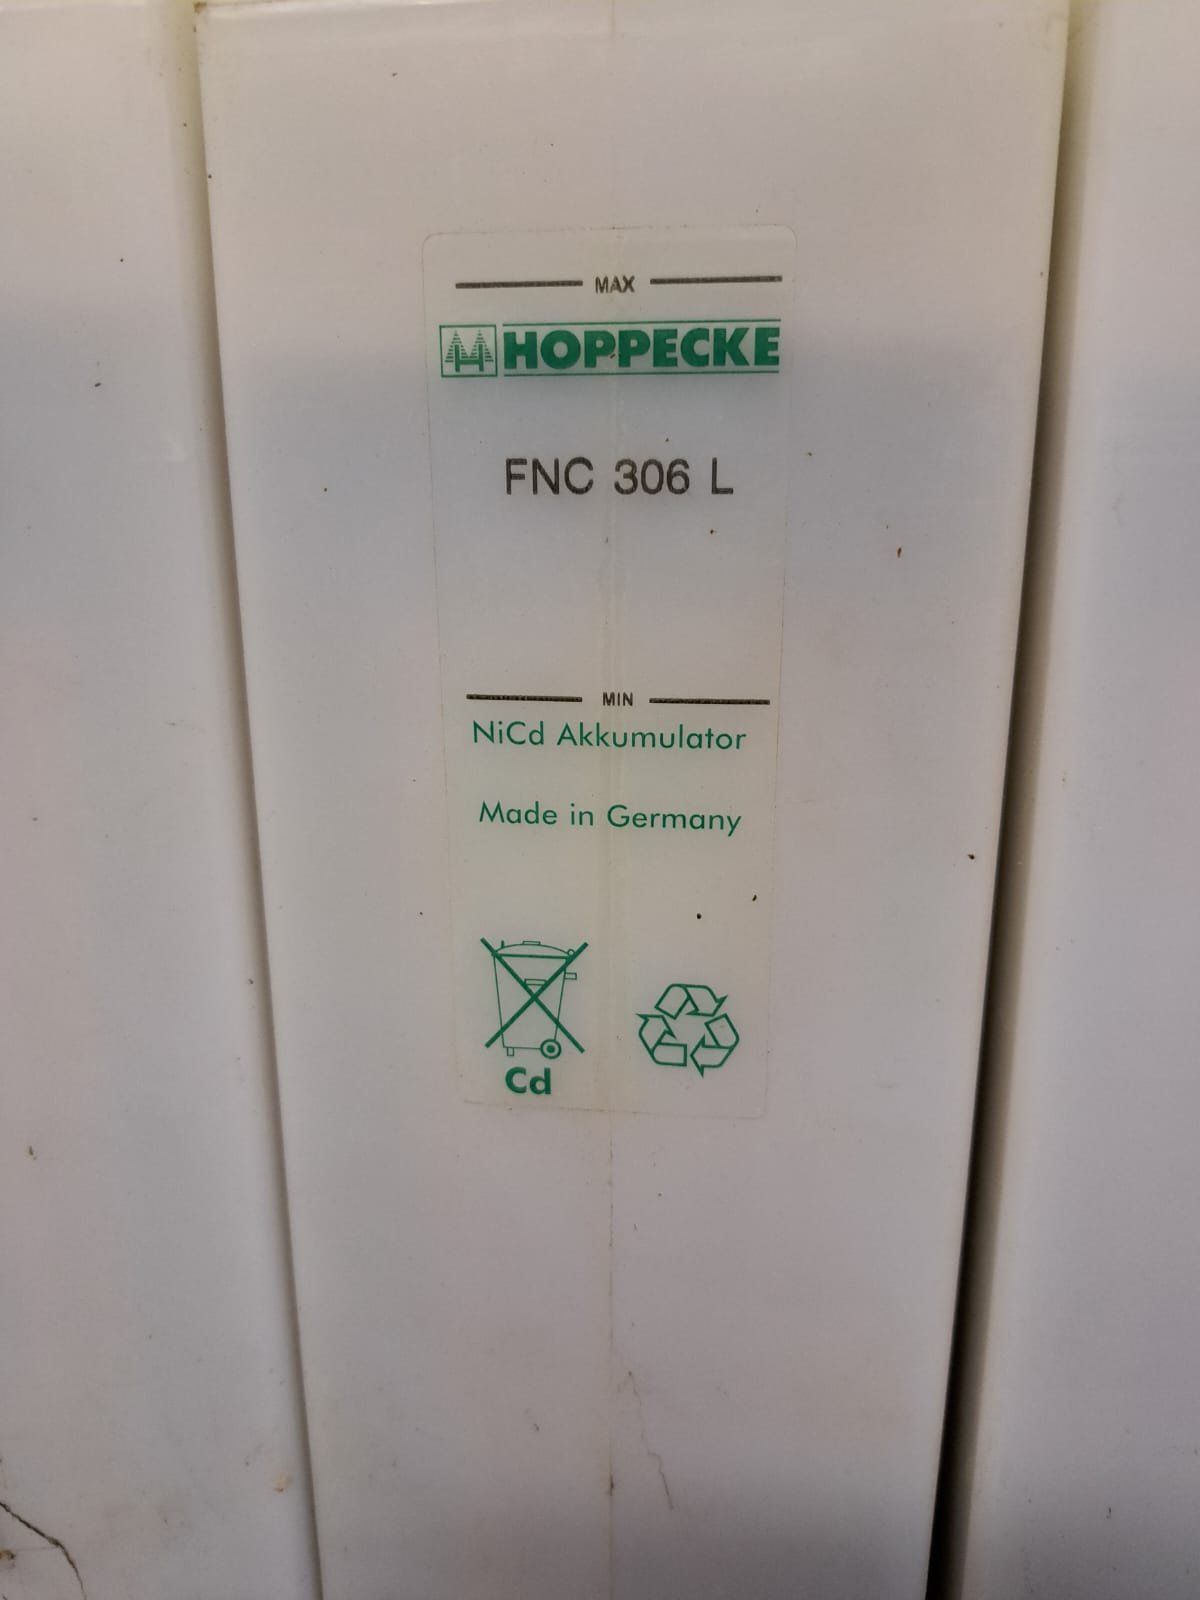 MAX
HOPPECKE
FNC 306 L
MIN
NiCd Akkumulator
Made in Germany
Cd